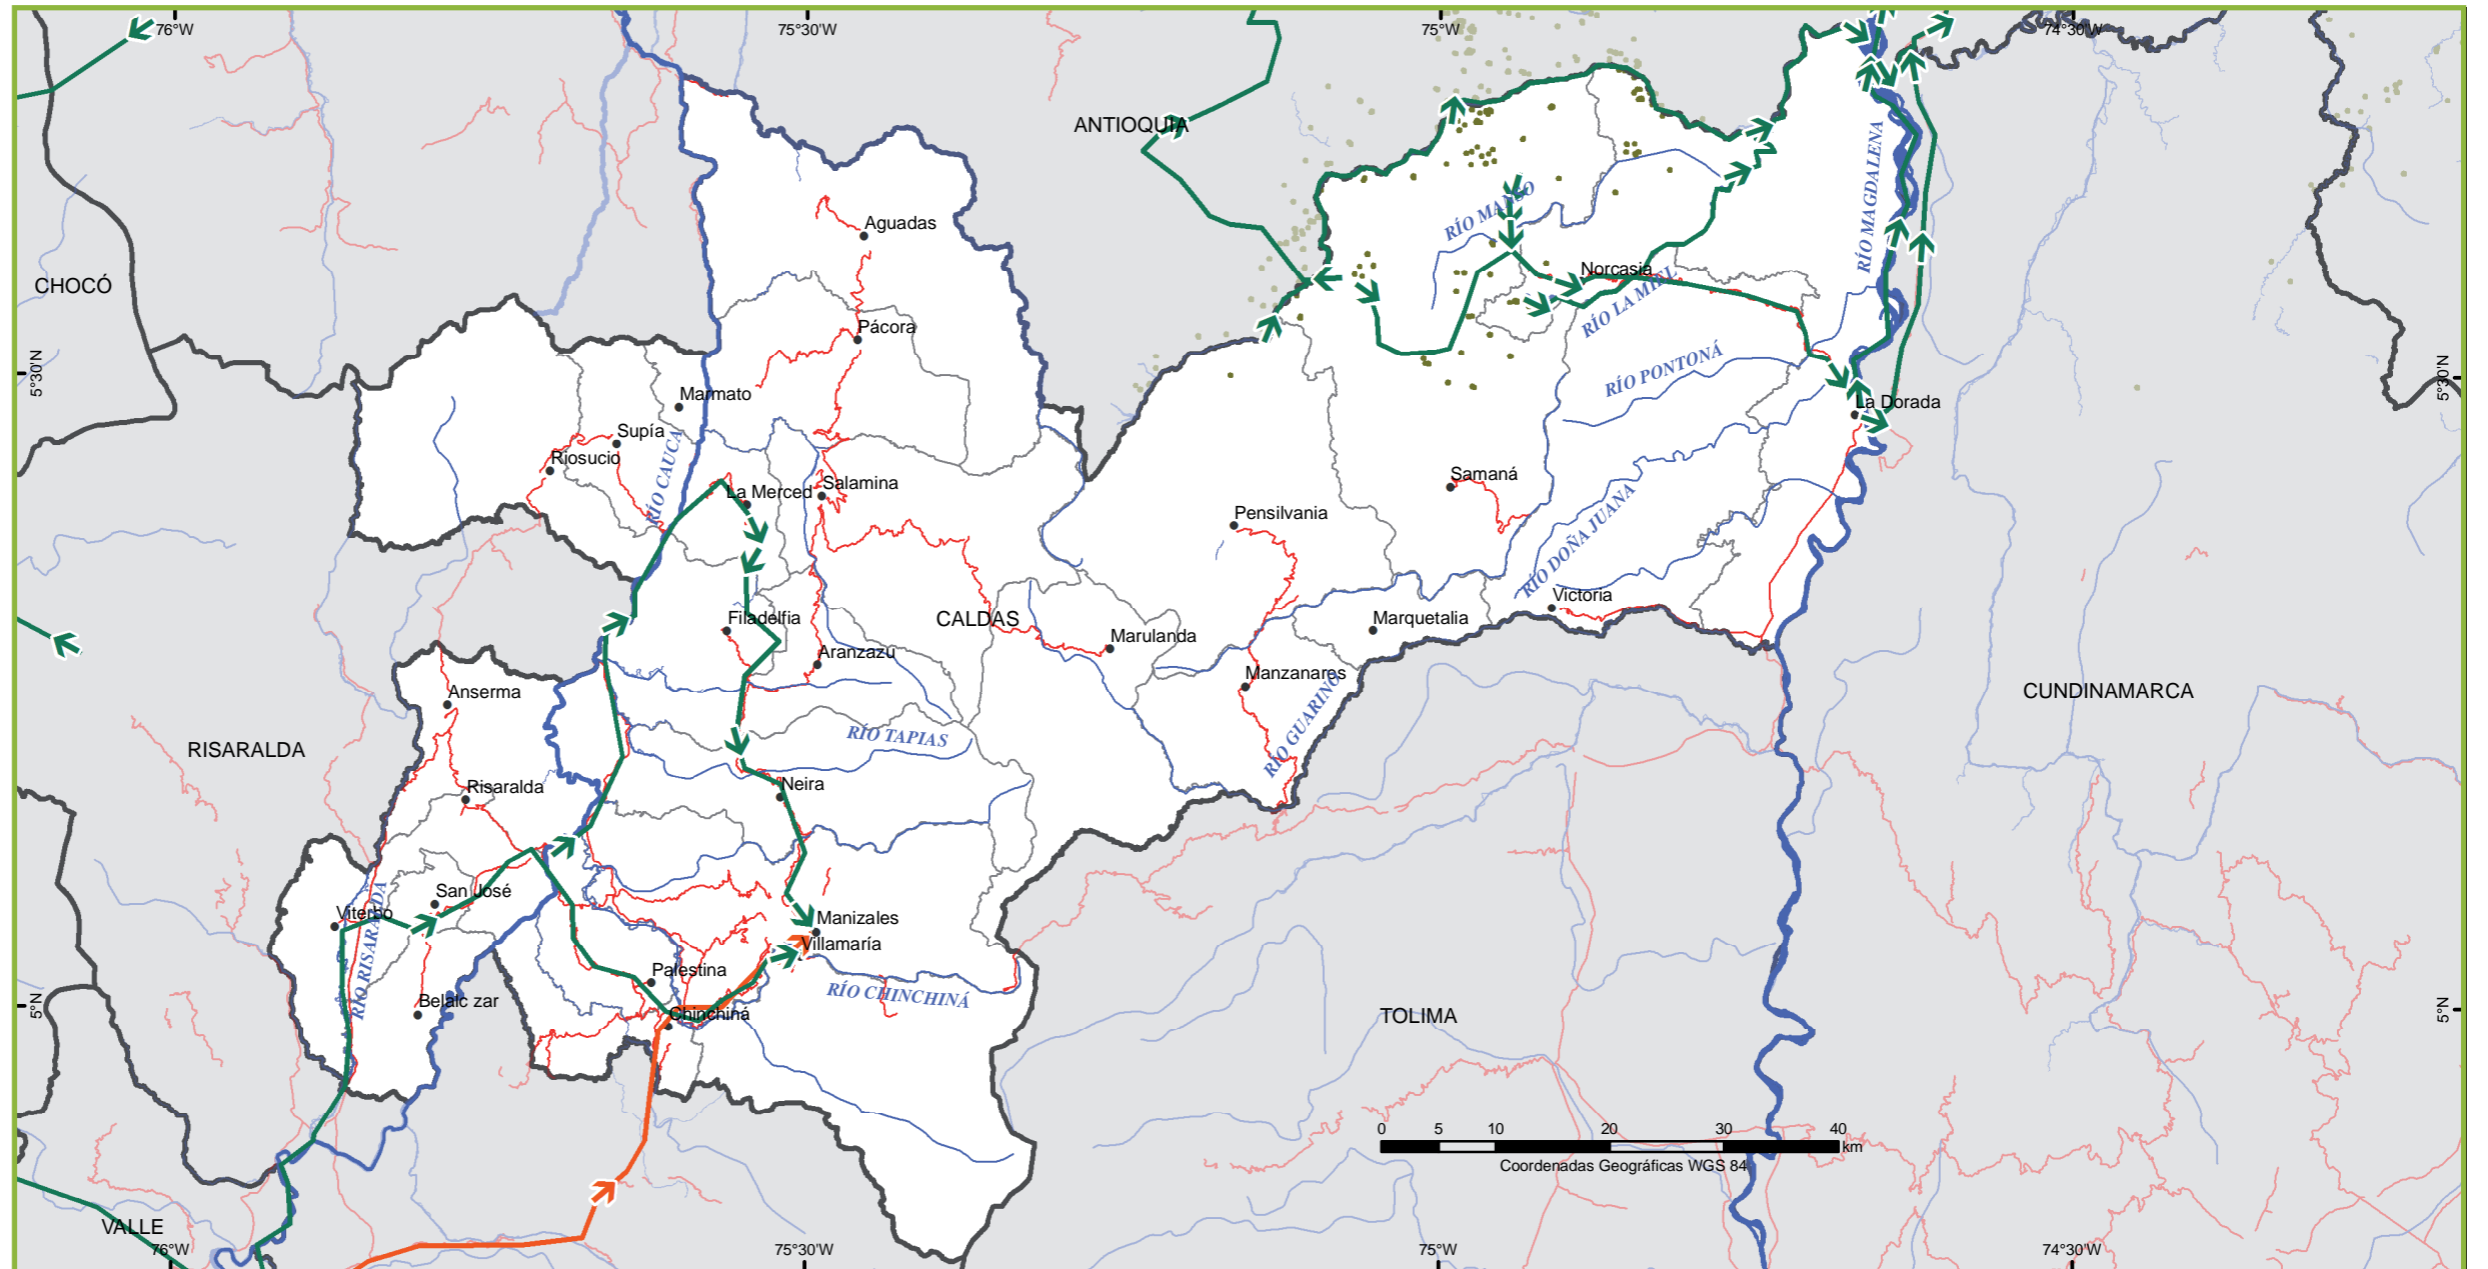 76°W
75°30'W
75°W
74°30'W
ANTIOQUIA
RÍO MAGDALENA
RÍO MANSO
Aguadas
CHOCÓ
Norcasia
RÍO LA MIEL
Pácora
5°30'N
5°30'N
RÍO PONTONÁ
Marmato
La Dorada
Supía
Riosucio
RÍO CAUCA
La Merced
Salamina
Samaná
Pensilvania
RÍO DOÑA JUANA
Victoria
Filadelfia
CALDAS
Marquetalia
Marulanda
Aranzazu
Manzanares
Anserma
CUNDINAMARCA
RÍO GUARINÓ
RISARALDA
RÍO TAPIAS
Risaralda
Neira
San José
Viterbo
RÍO RISARALDA
Manizales
Villamaría
Palestina
RÍO CHINCHINÁ
Belalc zar
Chinchiná
5°N
5°N
TOLIMA
0 5 10 20 30 40
km
Coordenadas Geográficas WGS 84
VALLE
76°W
75°30'W
75°W
74°30'W